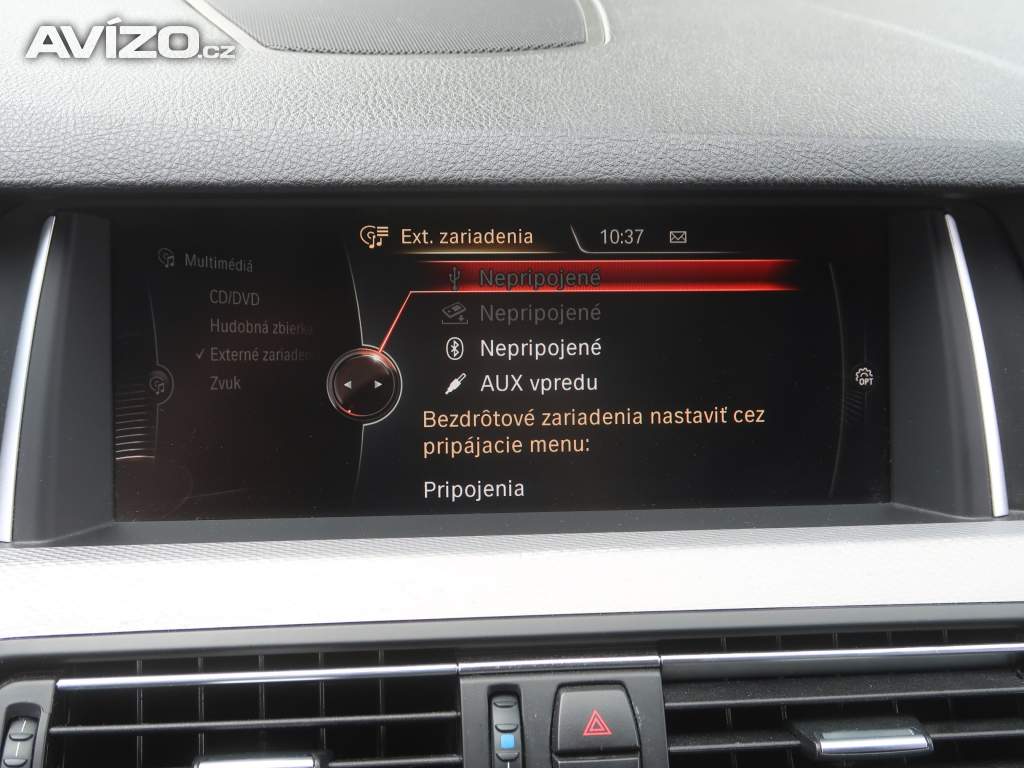 AVÍZO.cz
Ext. zariadenia 10:37
Multimédiá
CD/DVD
Hudobná zbierka
✓ Externé zariaden
Zvuk
Nepripojené
Nepripojené
Nepripojené
AUX vpredu
Bezdrôtové zariadenia nastaviť cez
pripájacie menu:
Pripojenia
OPT